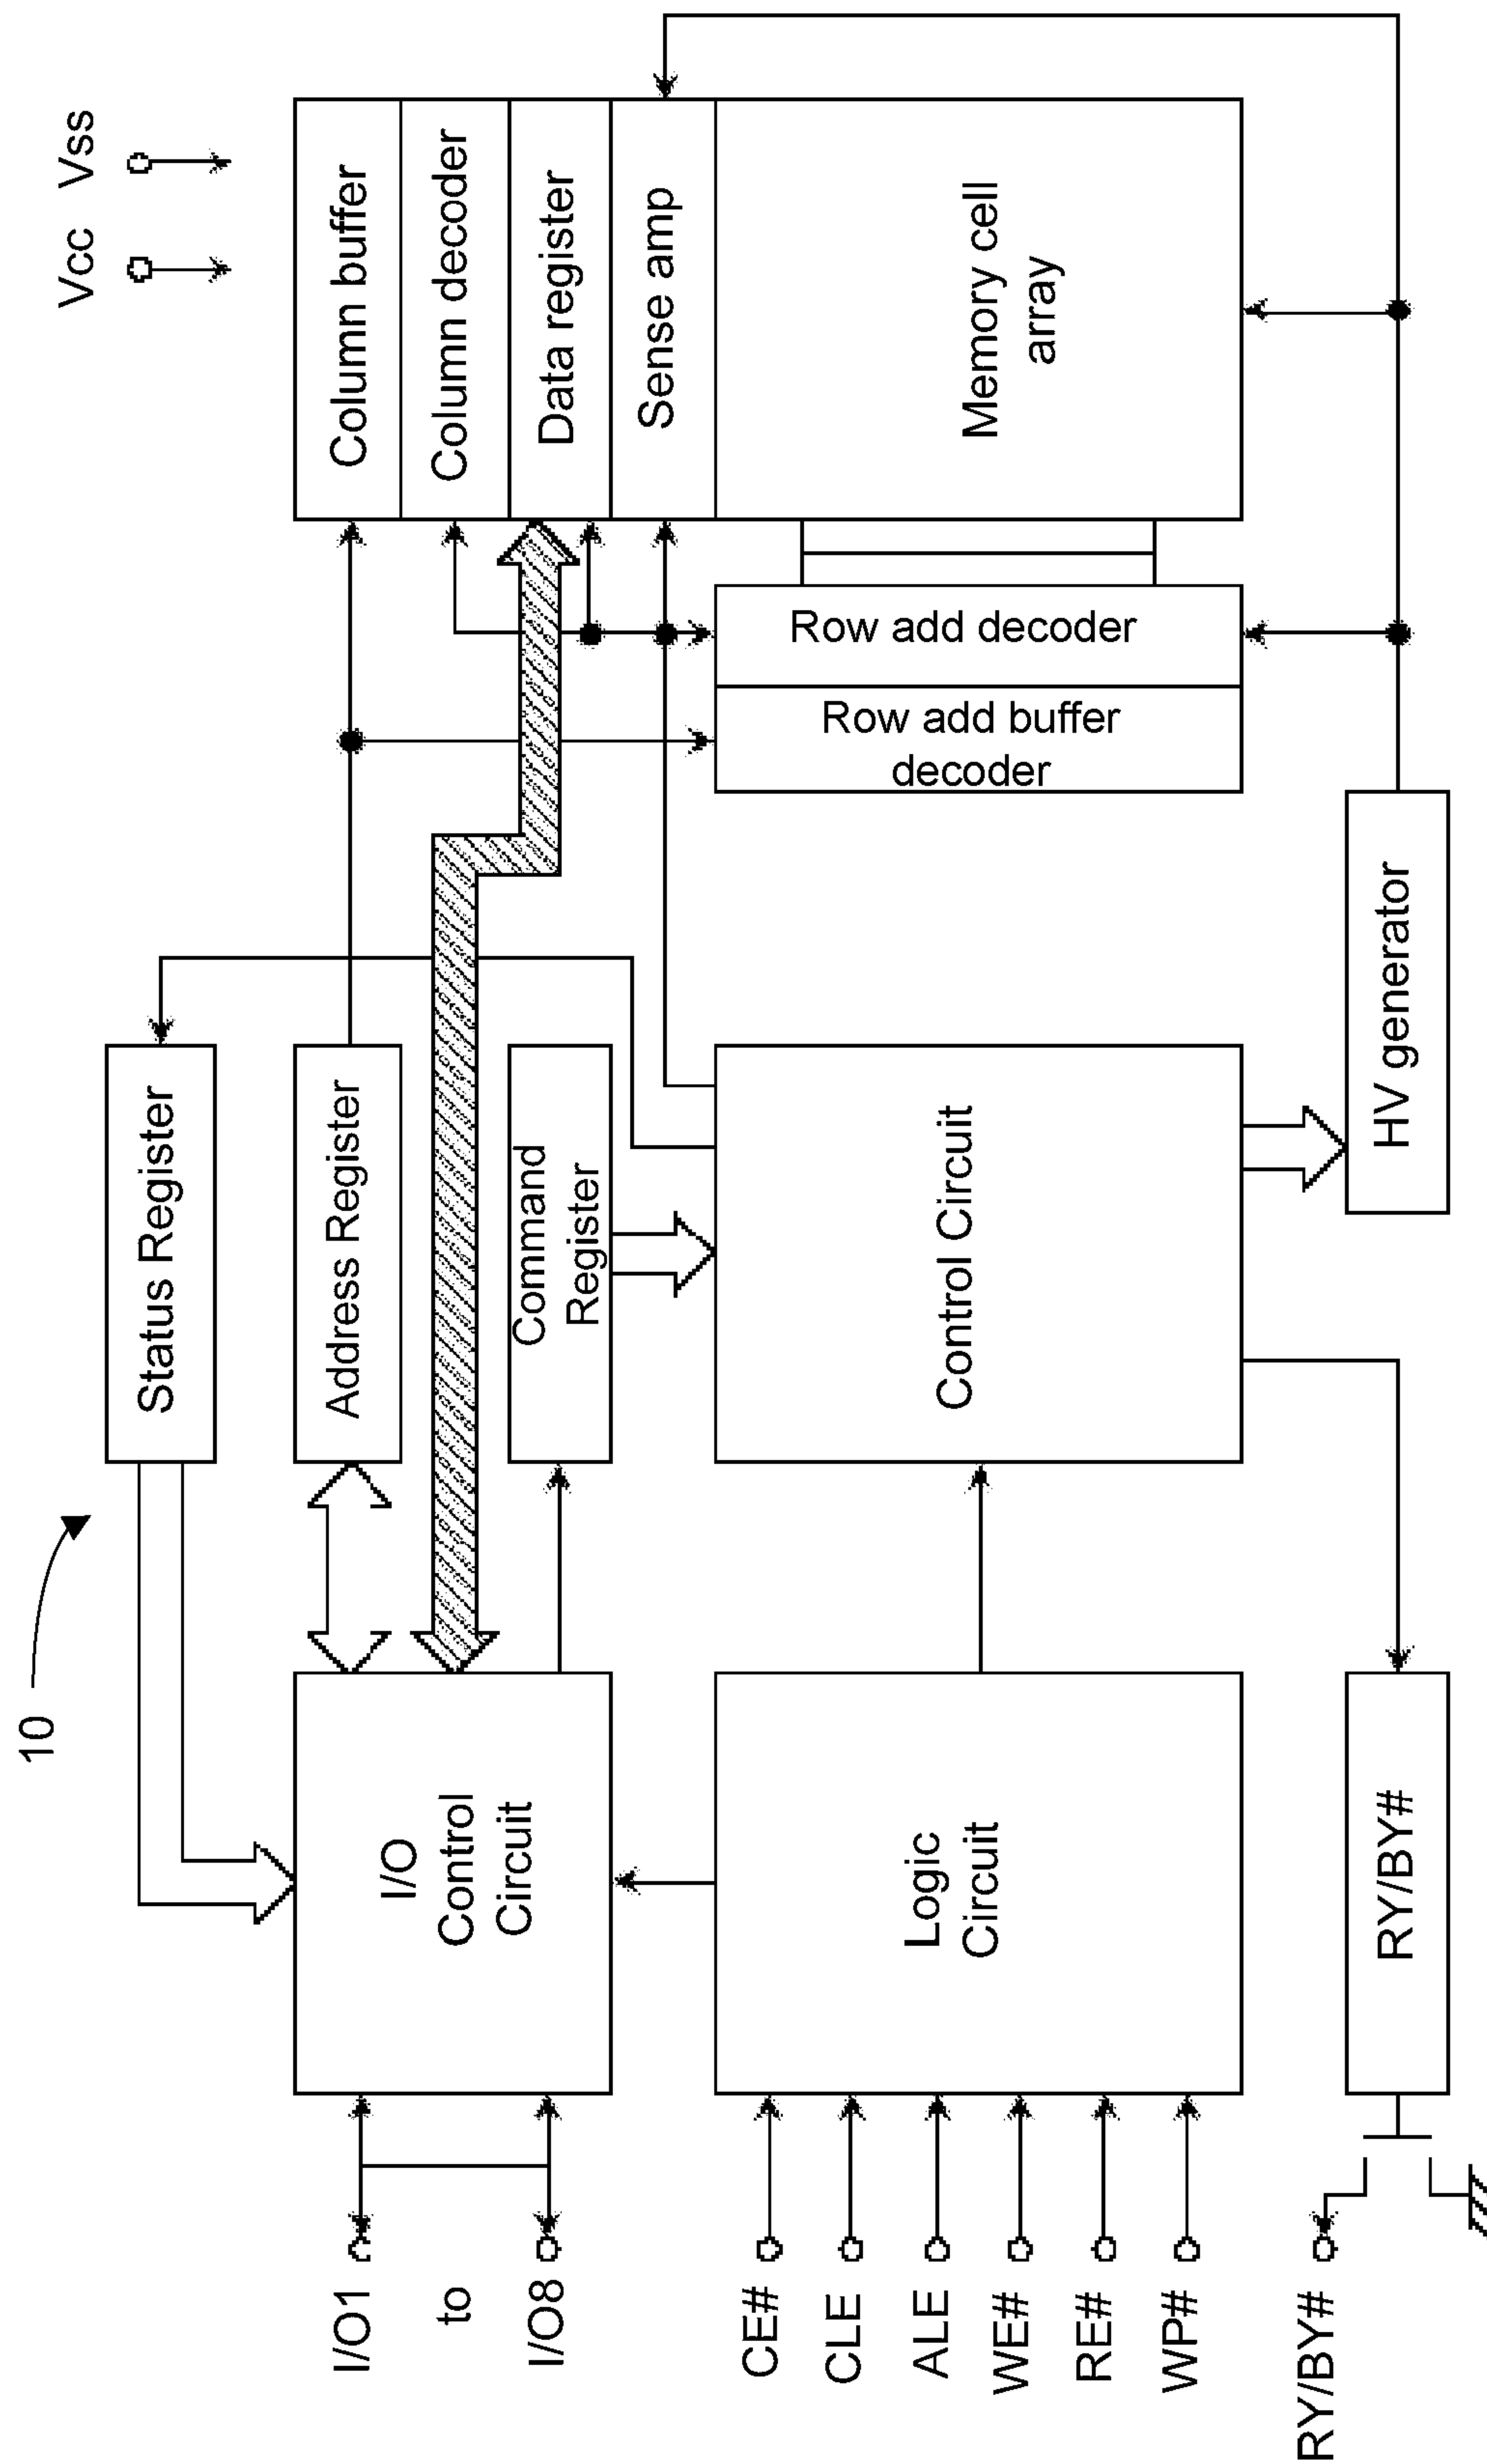 10
Vcc
Vss
Status Register
Address Register
Command
Register
I/O
Control
Circuit
Logic
Circuit
Control Circuit
HV generator
RY/BY#
Column buffer
Column decoder
Data register
Sense amp
Memory cell
array
Row add decoder
Row add buffer
decoder
I/O1
to
I/O8
CE#
CLE
ALE
WE#
RE#
WP#
RY/BY#